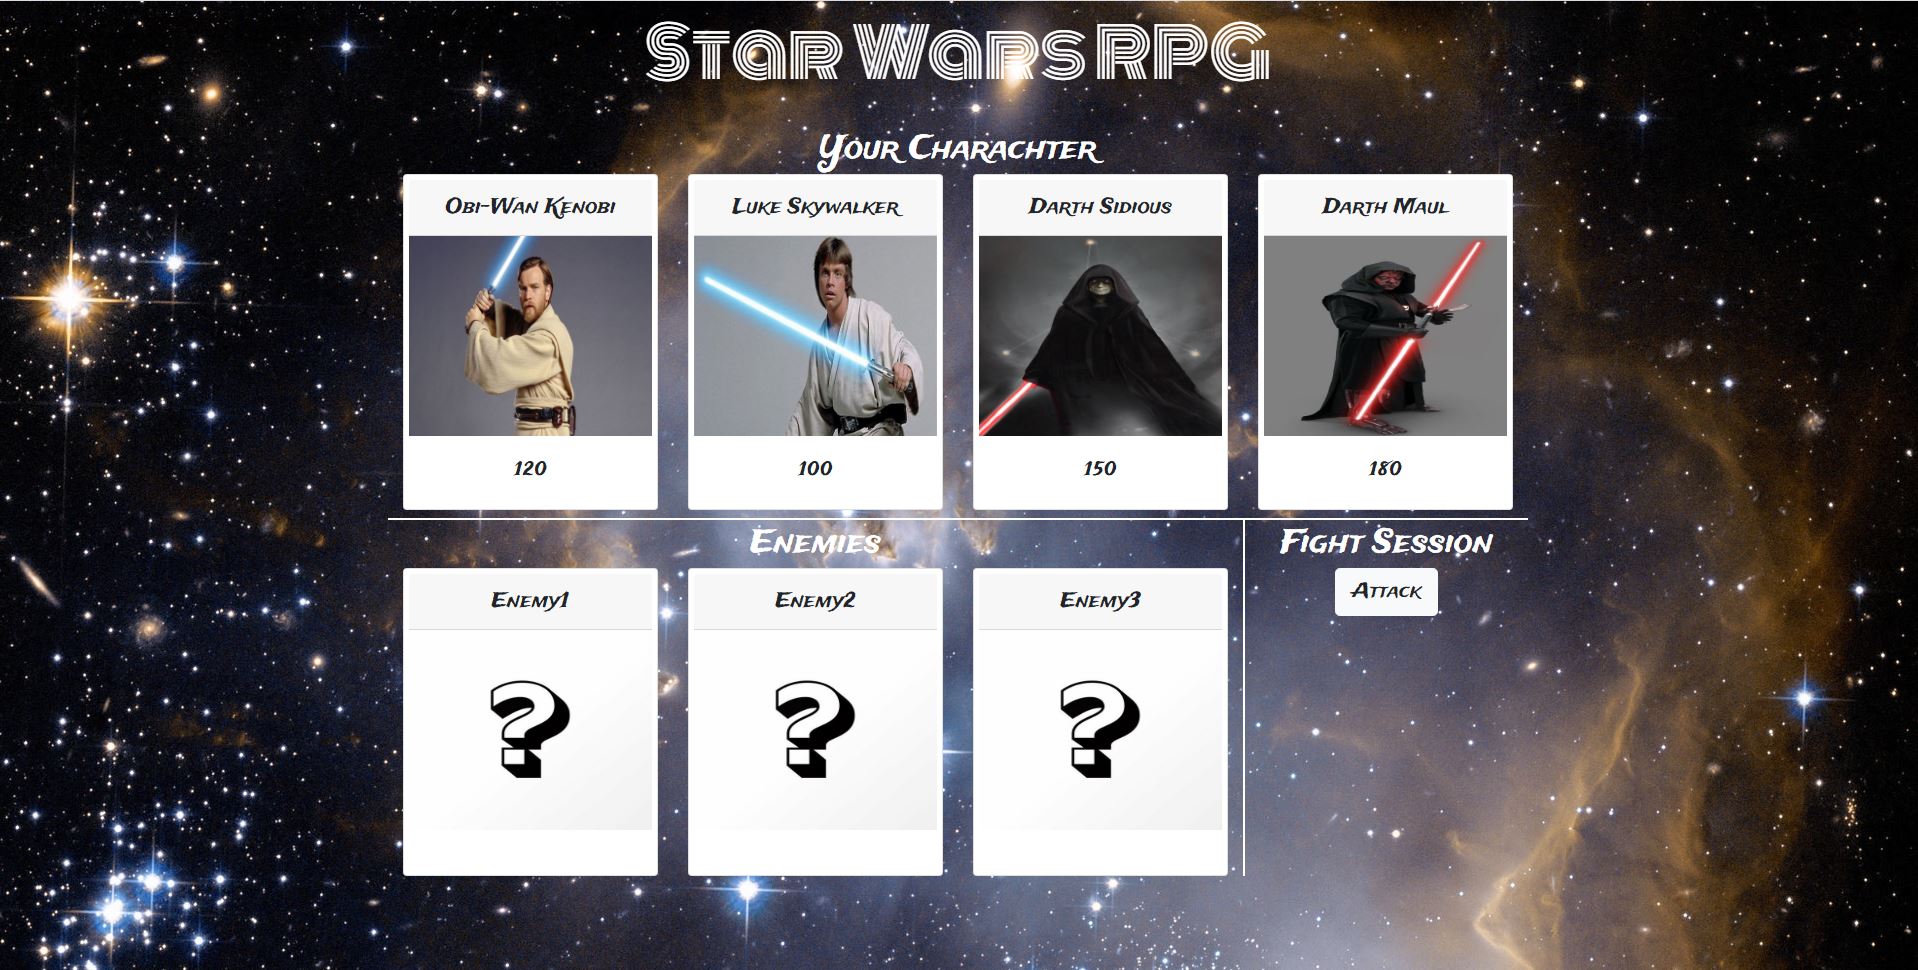 Star Wars RPG
Your Charachter
Obi-Wan Kenobi
Luke Skywalker
Darth Sidious
Darth Maul
120
100
150
180
Enemies
Fight Session
Enemy1
Enemy2
Enemy3
Attack
?
?
?